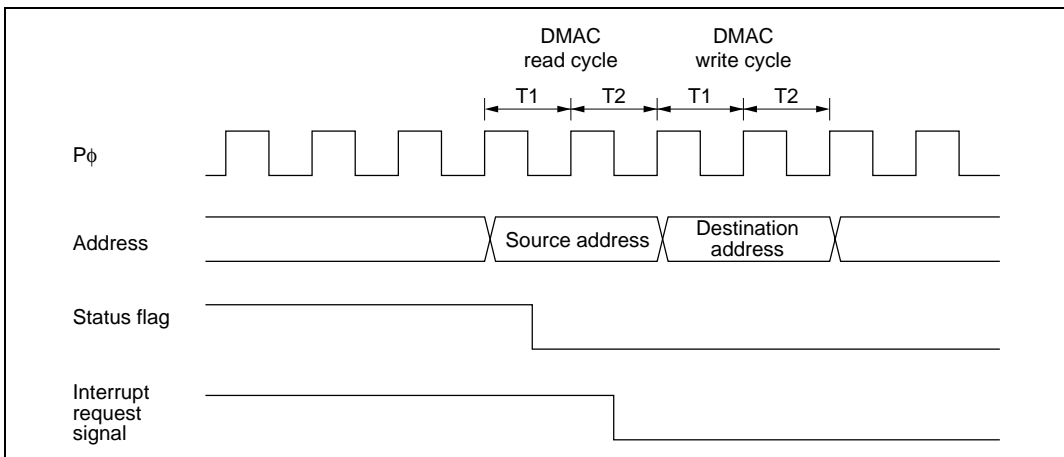 DMAC
read cycle
DMAC
write cycle
T1
T2
T1
T2
Pϕ
Address
Source address
Destination
address
Status flag
Interrupt
request
signal